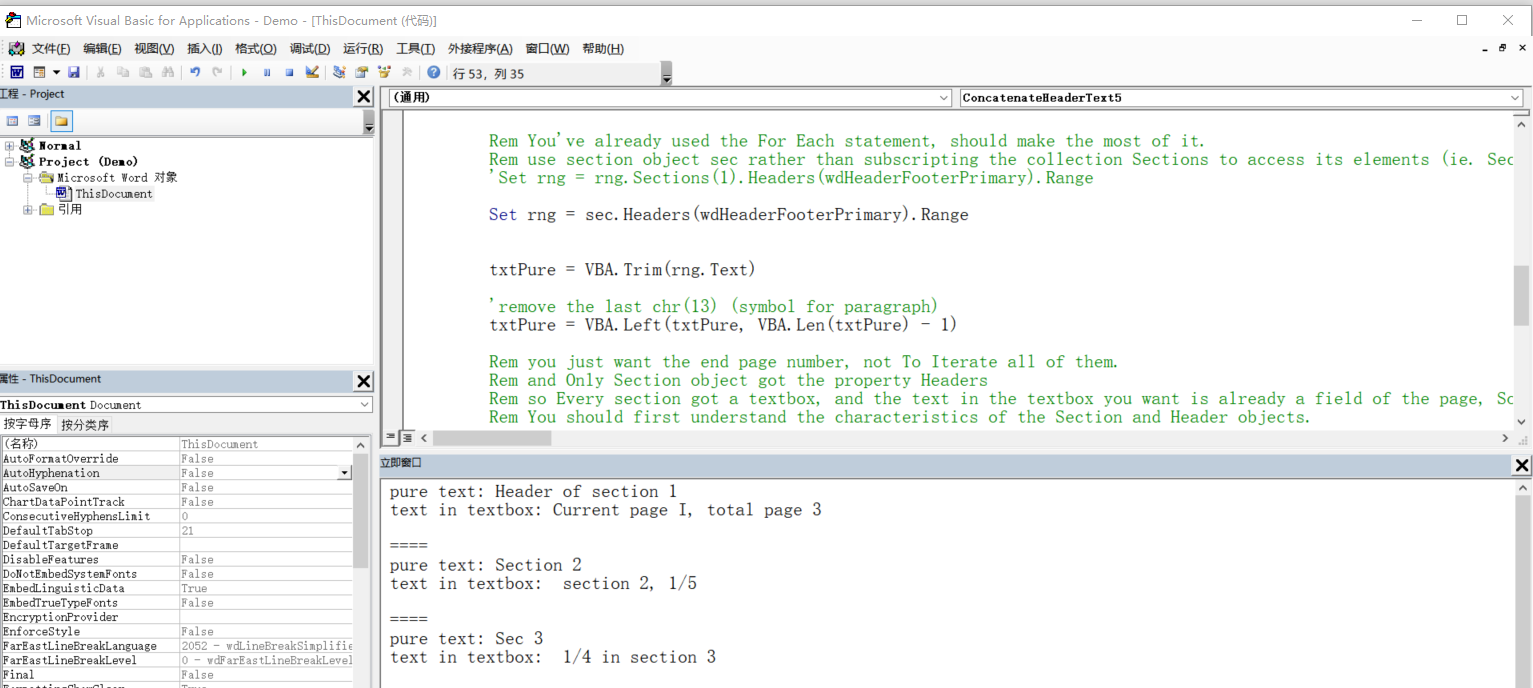 Microsoft Visual Basic for Applications - Demo - [ThisDocument (代码)]
文件(F) 编辑(E) 视图(V) 插入(I) 格式(O) 调试(D) 运行(R) 工具(T) 外接程序(A) 窗口(W) 帮助(H)
行 53, 列 35
工程 - Project
Normal
Project (Demo)
Microsoft Word 对象
ThisDocument
引用
属性 - ThisDocument
ThisDocument Document
按字母序 按分类序
(名称) ThisDocument
AutoFormatOverride False
AutoHyphenation False
AutoSaveOn False
ChartDataPointTrack False
ConsecutiveHyphensLimit 0
DefaultTabStop 21
DefaultTargetFrame
DisableFeatures False
DoNotEmbedSystemFonts False
EmbedLinguisticData True
EmbedTrueTypeFonts False
EncryptionProvider
EnforceStyle False
FarEastLineBreakLanguage 2052 - wdLineBreakSimplifie
FarEastLineBreakLevel 0 - wdFarEastLineBreakLevel
Final False
(通用) ConcatenateHeaderText5
Rem You've already used the For Each statement, should make the most of it.
Rem use section object sec rather than subscripting the collection Sections to access its elements (ie. Sec
'Set rng = rng.Sections(1).Headers(wdHeaderFooterPrimary).Range
Set rng = sec.Headers(wdHeaderFooterPrimary).Range
txtPure = VBA.Trim(rng.Text)
'remove the last chr(13) (symbol for paragraph)
txtPure = VBA.Left(txtPure, VBA.Len(txtPure) - 1)
Rem you just want the end page number, not To Iterate all of them.
Rem and Only Section object got the property Headers
Rem so Every section got a textbox, and the text in the textbox you want is already a field of the page, So
Rem You should first understand the characteristics of the Section and Header objects.
立即窗口
pure text: Header of section 1
text in textbox: Current page I, total page 3
====
pure text: Section 2
text in textbox:  section 2, 1/5
====
pure text: Sec 3
text in textbox:  1/4 in section 3